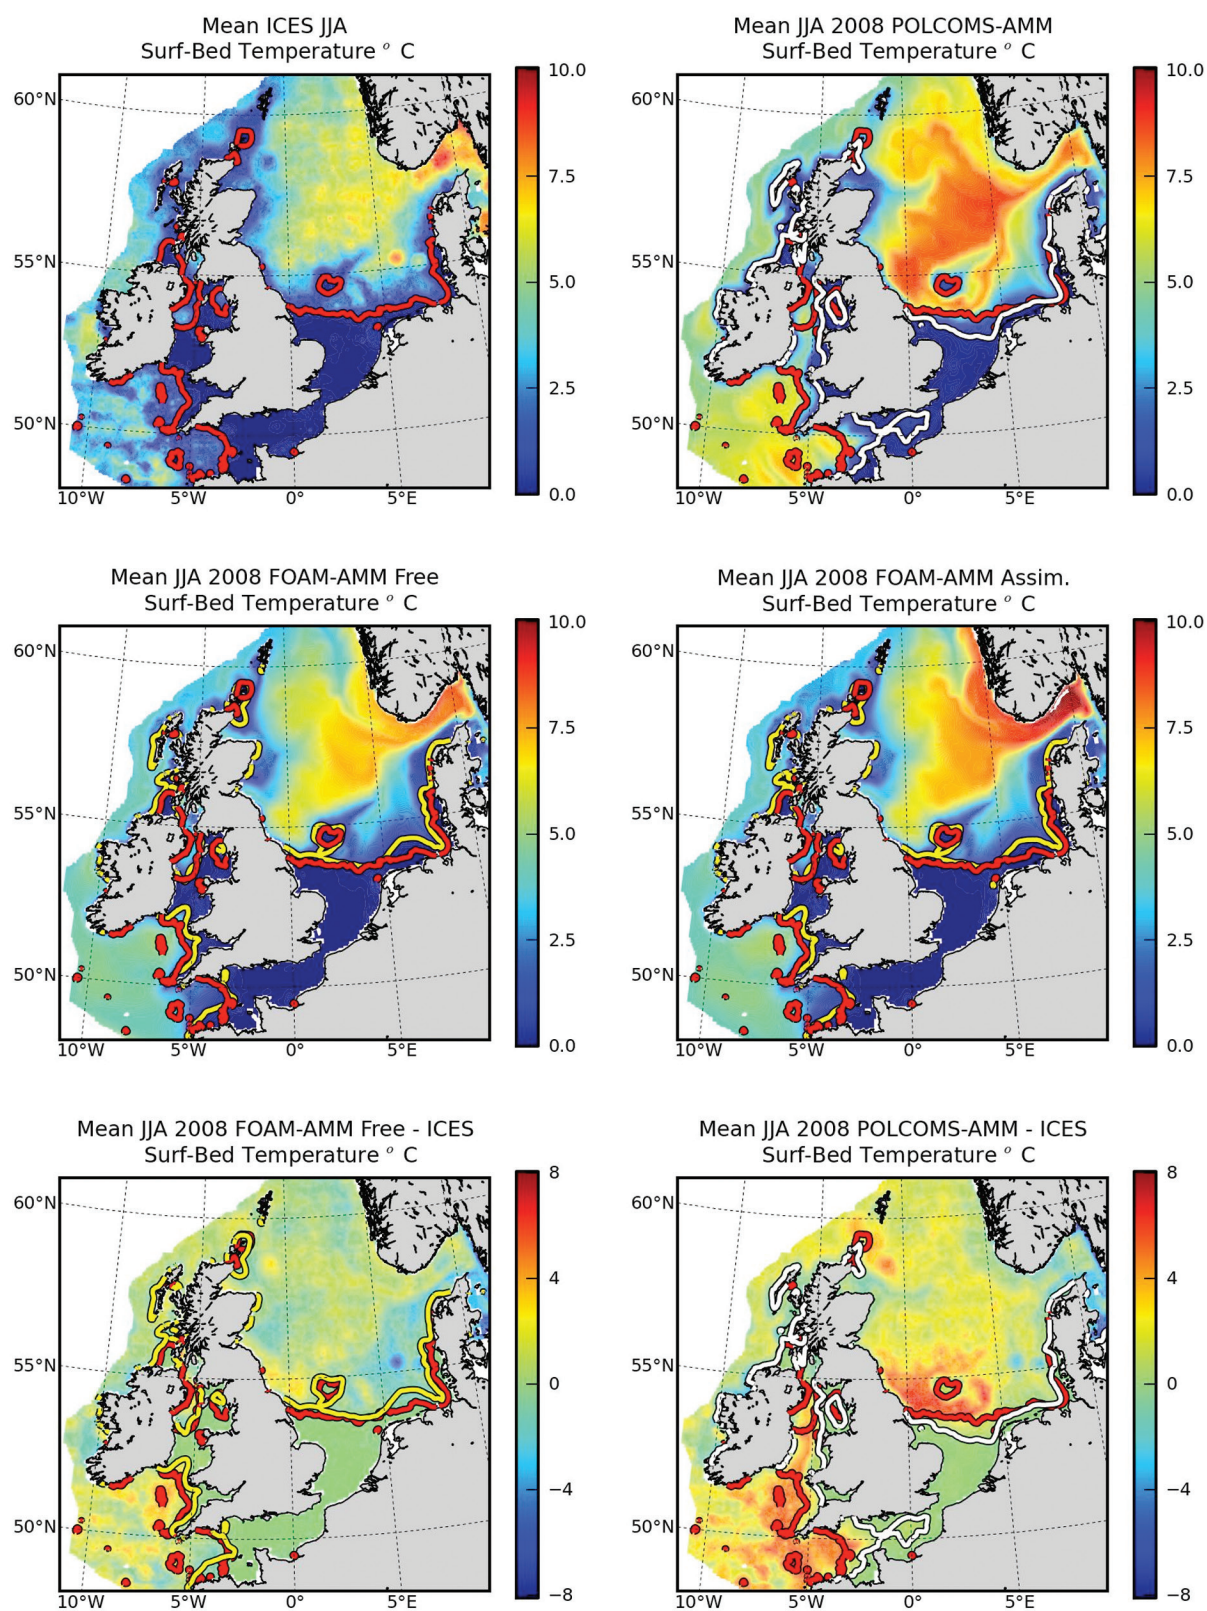 Mean ICES JJA
Surf-Bed Temperature ° C
60°N
55°N
50°N
10°W 5°W 0° 5°E
10.0
7.5
5.0
2.5
0.0
Mean JJA 2008 POLCOMS-AMM
Surf-Bed Temperature ° C
60°N
55°N
50°N
10°W 5°W 0° 5°E
10.0
7.5
5.0
2.5
0.0
Mean JJA 2008 FOAM-AMM Free
Surf-Bed Temperature ° C
60°N
55°N
50°N
10°W 5°W 0° 5°E
10.0
7.5
5.0
2.5
0.0
Mean JJA 2008 FOAM-AMM Assim.
Surf-Bed Temperature ° C
60°N
55°N
50°N
10°W 5°W 0° 5°E
10.0
7.5
5.0
2.5
0.0
Mean JJA 2008 FOAM-AMM Free - ICES
Surf-Bed Temperature ° C
60°N
55°N
50°N
10°W 5°W 0° 5°E
8
4
0
−4
−8
Mean JJA 2008 POLCOMS-AMM - ICES
Surf-Bed Temperature ° C
60°N
55°N
50°N
10°W 5°W 0° 5°E
8
4
0
−4
−8